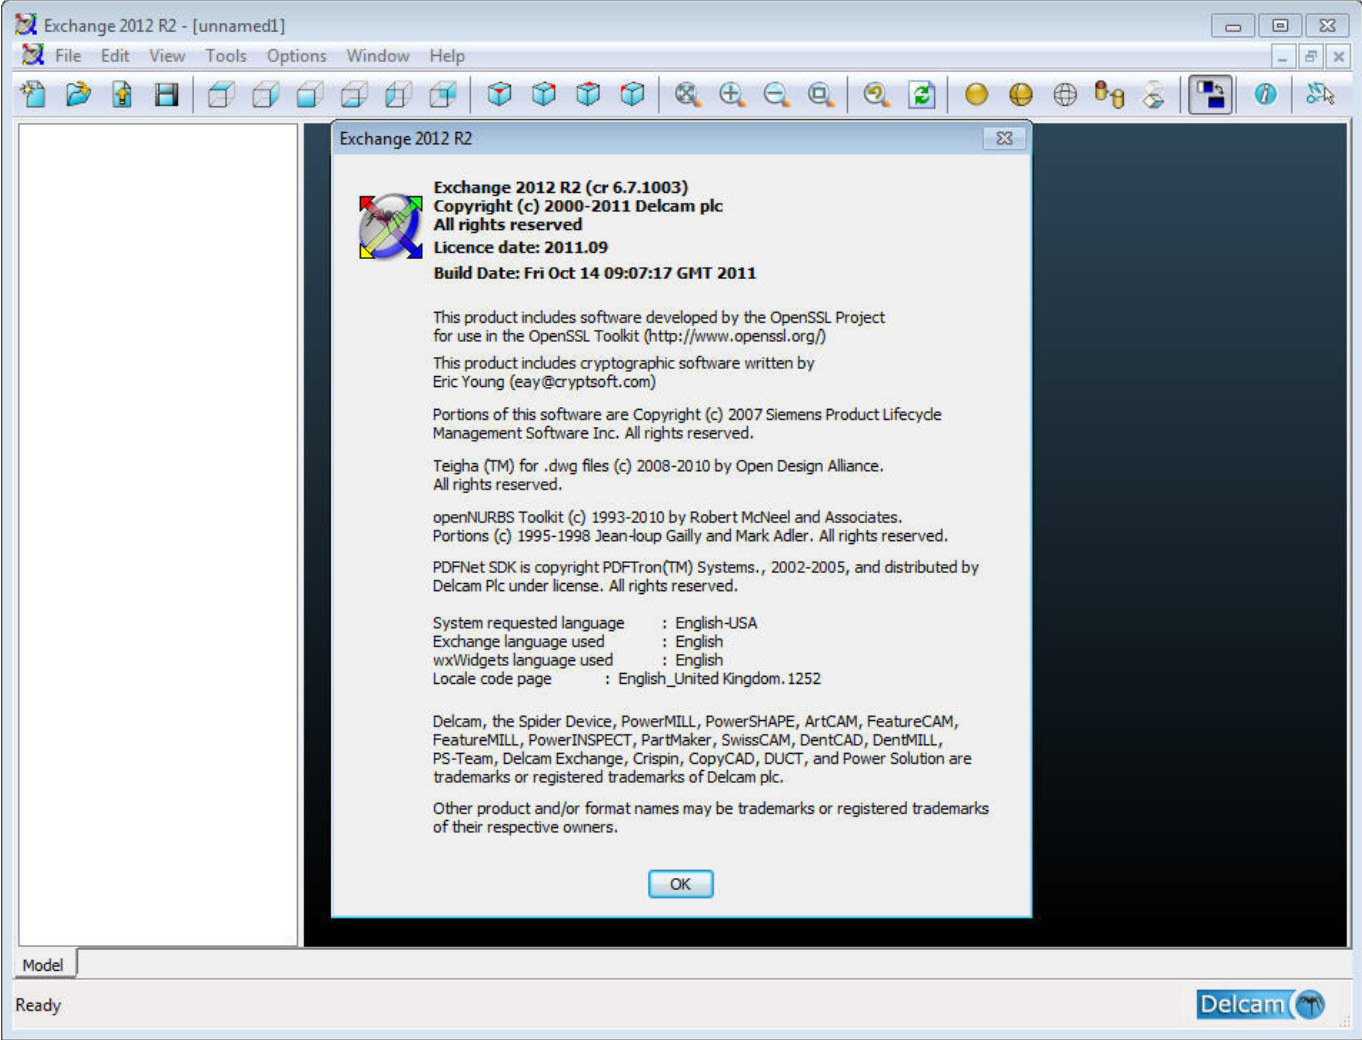 Exchange 2012 R2 - [unnamed1]
File Edit View Tools Options Window Help
Exchange 2012 R2
Exchange 2012 R2 (cr 6.7.1003)
Copyright (c) 2000-2011 Delcam plc
All rights reserved
Licence date: 2011.09
Build Date: Fri Oct 14 09:07:17 GMT 2011
This product includes software developed by the OpenSSL Project
for use in the OpenSSL Toolkit (http://www.openssl.org/)
This product includes cryptographic software written by
Eric Young (eay@cryptsoft.com)
Portions of this software are Copyright (c) 2007 Siemens Product Lifecycle
Management Software Inc. All rights reserved.
Teigha (TM) for .dwg files (c) 2008-2010 by Open Design Alliance.
All rights reserved.
openNURBS Toolkit (c) 1993-2010 by Robert McNeel and Associates.
Portions (c) 1995-1998 Jean-loup Gailly and Mark Adler. All rights reserved.
PDFNet SDK is copyright PDFTron(TM) Systems., 2002-2005, and distributed by
Delcam Plc under license. All rights reserved.
System requested language : English-USA
Exchange language used : English
wxWidgets language used : English
Locale code page : English_United Kingdom.1252
Delcam, the Spider Device, PowerMILL, PowerSHAPE, ArtCAM, FeatureCAM,
FeatureMILL, PowerINSPECT, PartMaker, SwissCAM, DentCAD, DentMILL,
PS-Team, Delcam Exchange, Crispin, CopyCAD, DUCT, and Power Solution are
trademarks or registered trademarks of Delcam plc.
Other product and/or format names may be trademarks or registered trademarks
of their respective owners.
OK
Model
Ready
Delcam